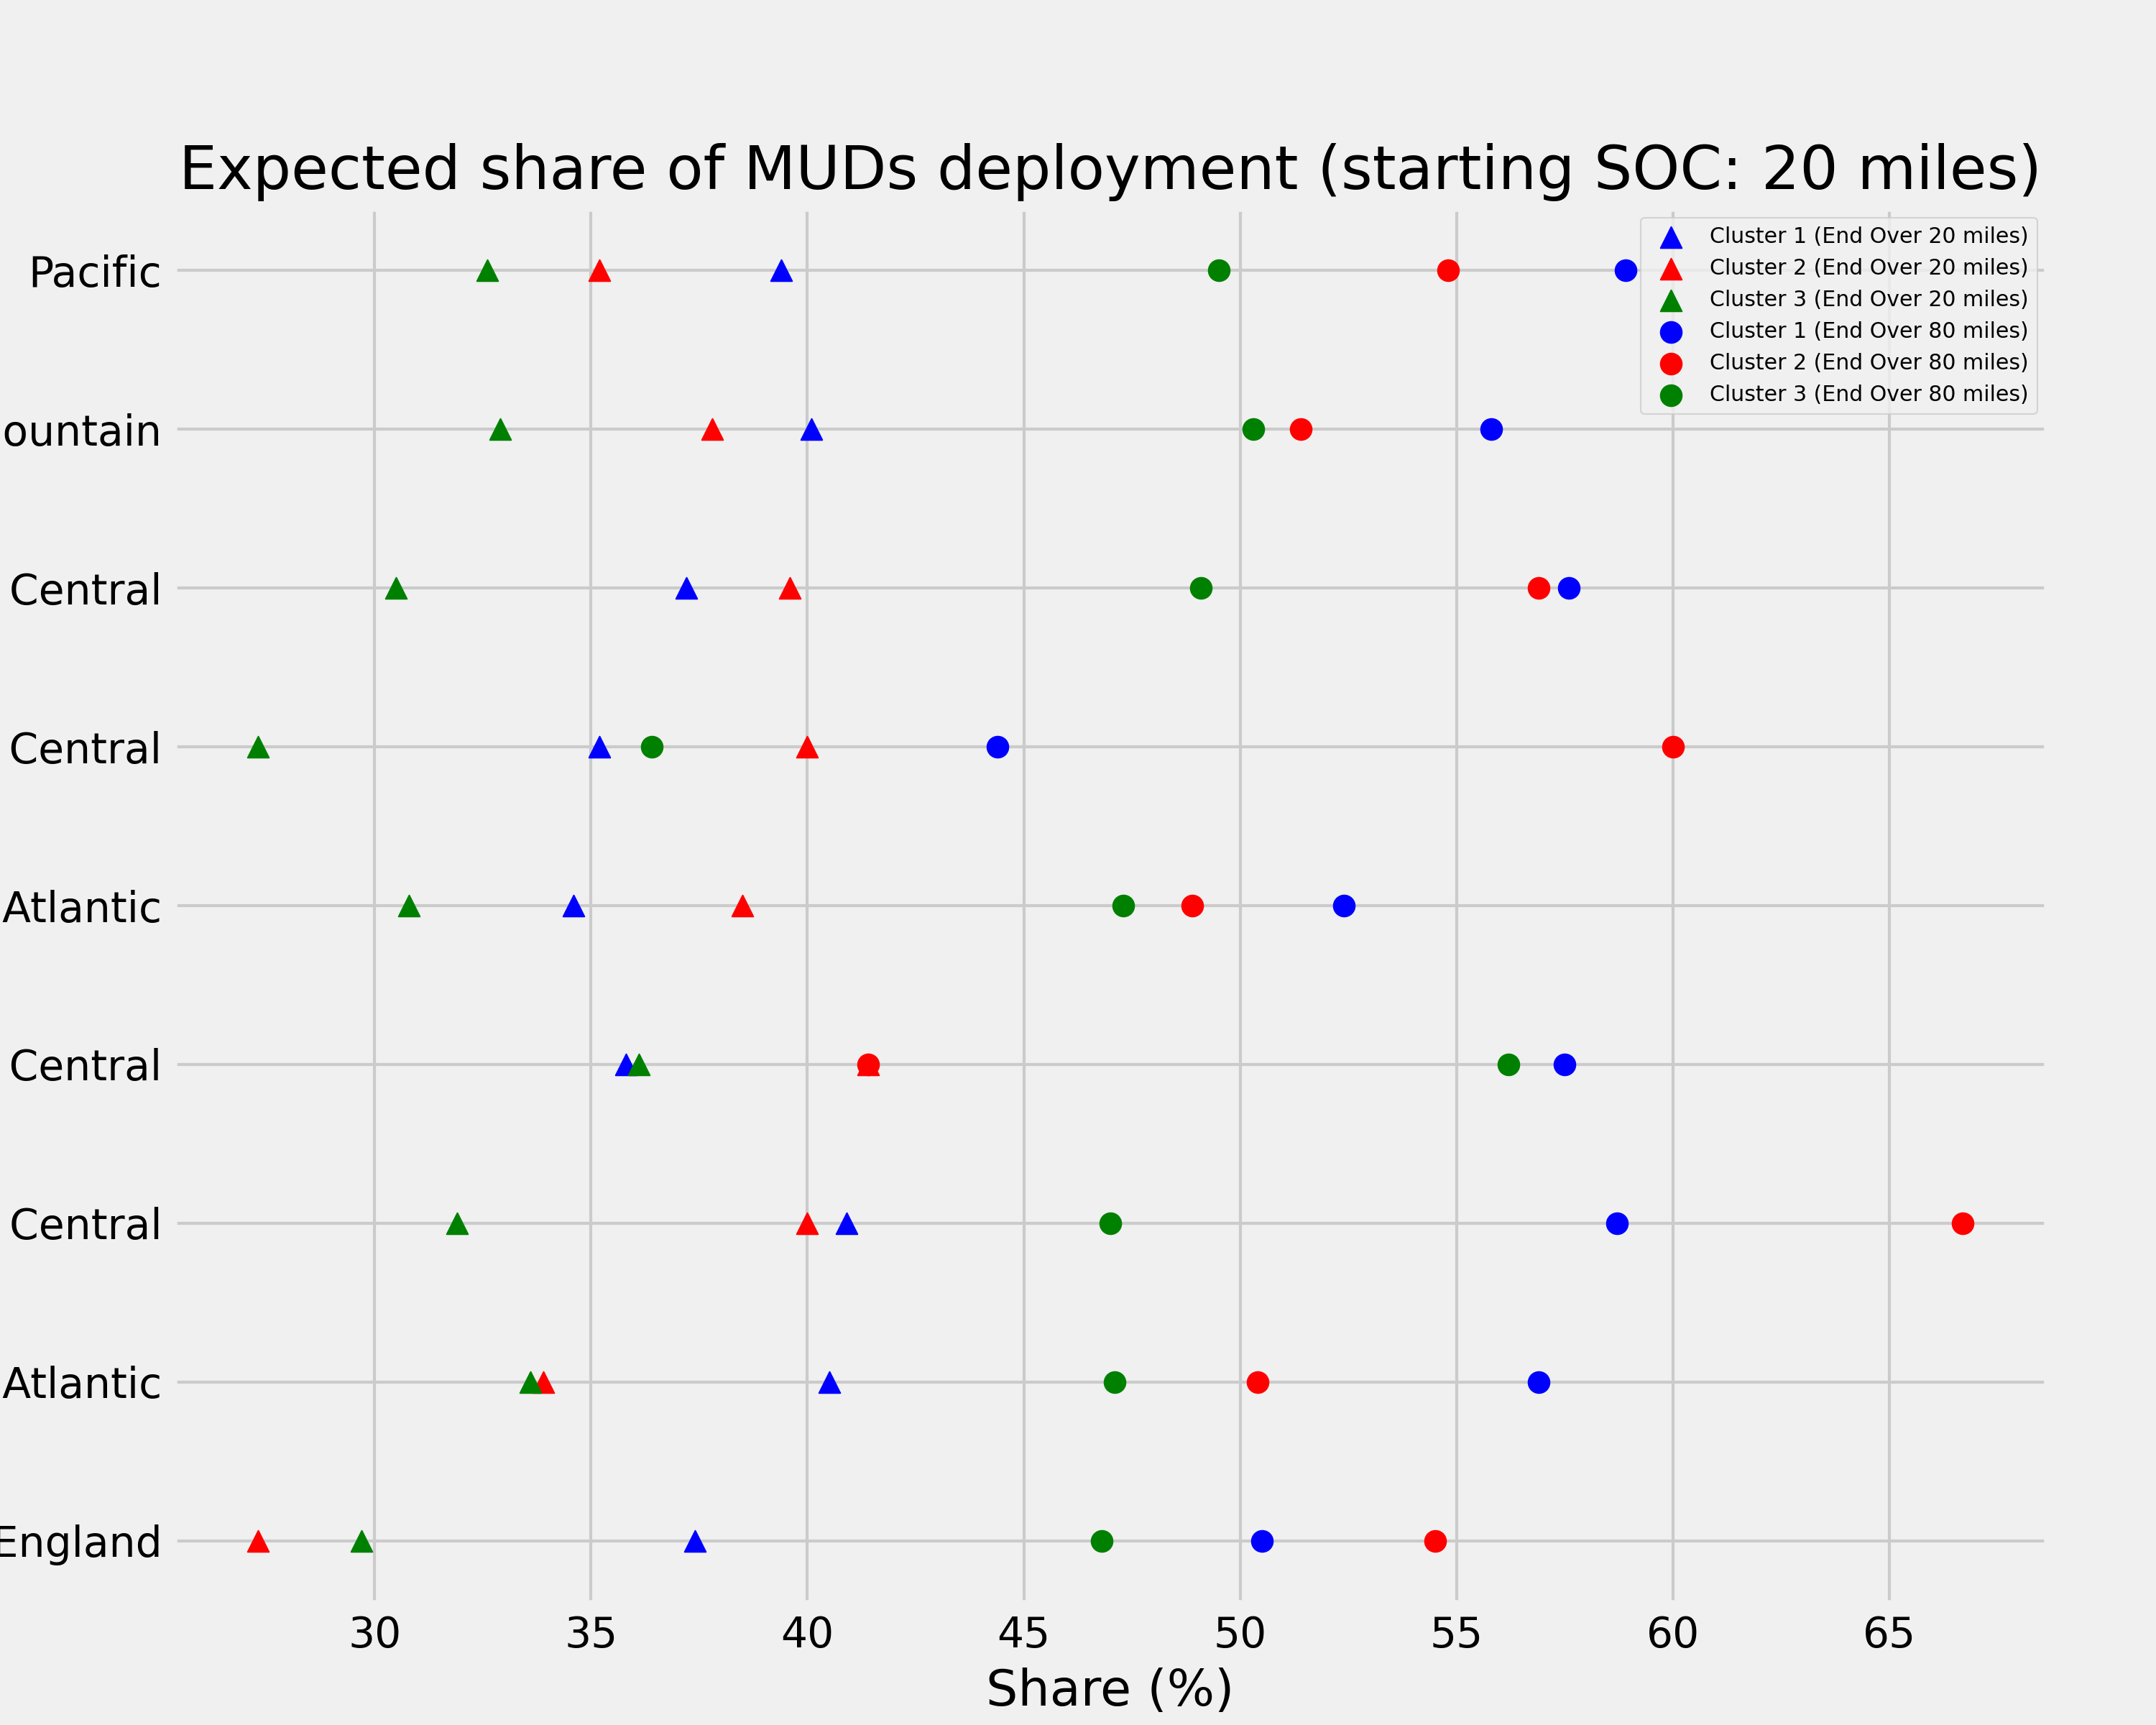 Expected share of MUDs deployment (starting SOC: 20 miles)
Cluster 1 (End Over 20 miles)
Cluster 2 (End Over 20 miles)
Cluster 3 (End Over 20 miles)
Cluster 1 (End Over 80 miles)
Cluster 2 (End Over 80 miles)
Cluster 3 (End Over 80 miles)
Pacific
ountain
Central
Central
Atlantic
Central
Central
Atlantic
England
30 35 40 45 50 55 60 65
Share (%)